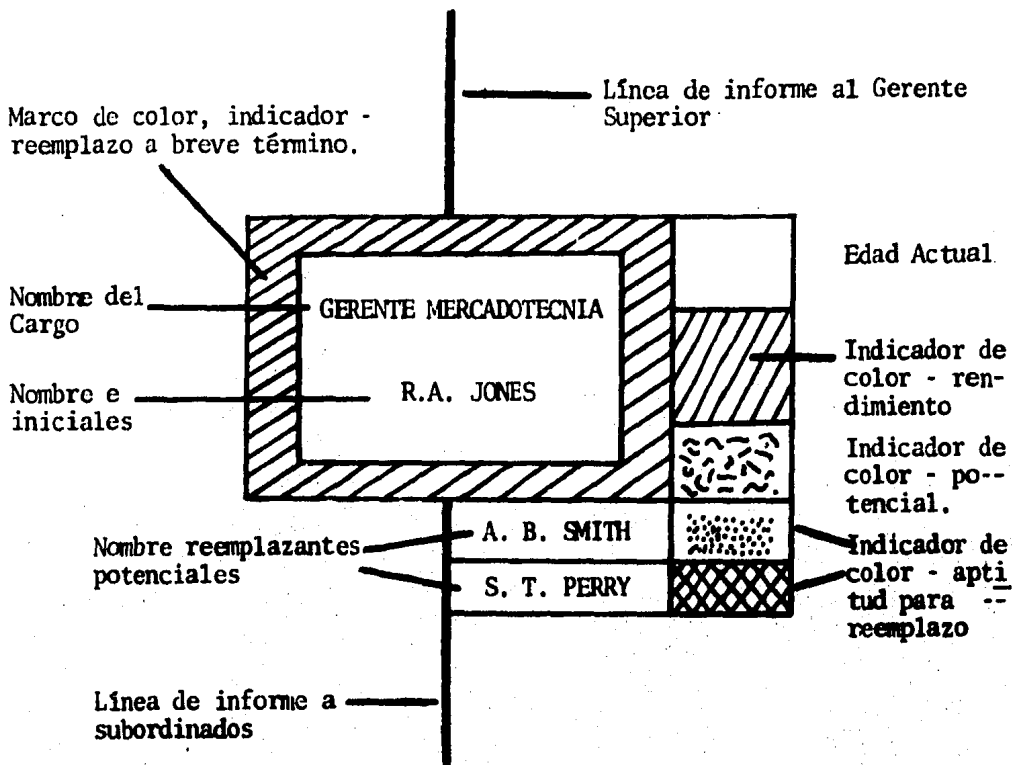 Línea de informe al Gerente
Superior
Marco de color, indicador -
reemplazo a breve término.
Edad Actual
Nombre del
Cargo
GERENTE MERCADOTECNIA
Indicador de
color - ren-
dimiento
Nombre e
iniciales
R.A. JONES
Indicador de
color - po--
tencial.
Nombre reemplazantes
potenciales
A. B. SMITH
S. T. PERRY
Indicador de
color - apti
tud para --
reemplazo
Línea de informe a
subordinados